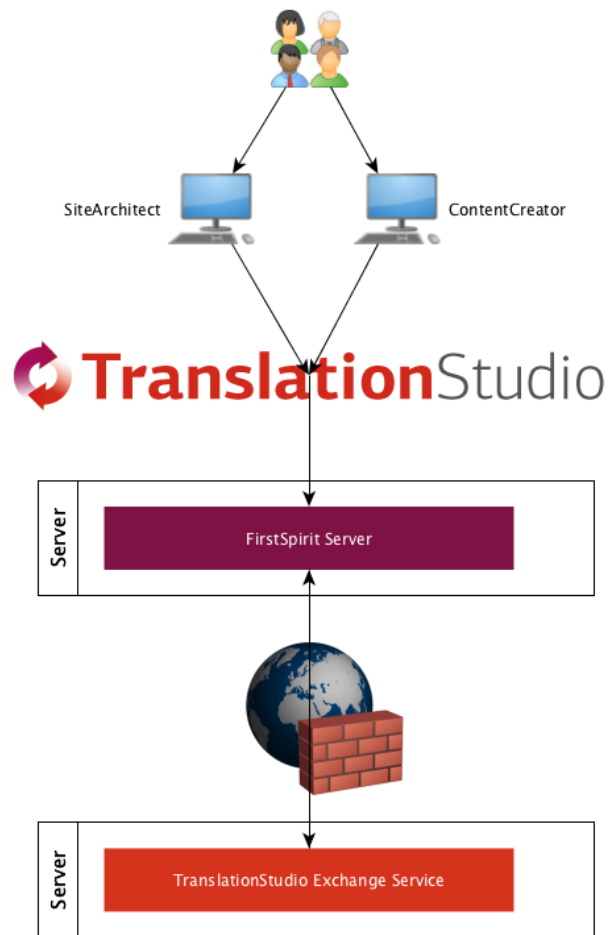 SiteArchitect
ContentCreator
TranslationStudio
Server
FirstSpirit Server
Server
TranslationStudio Exchange Service